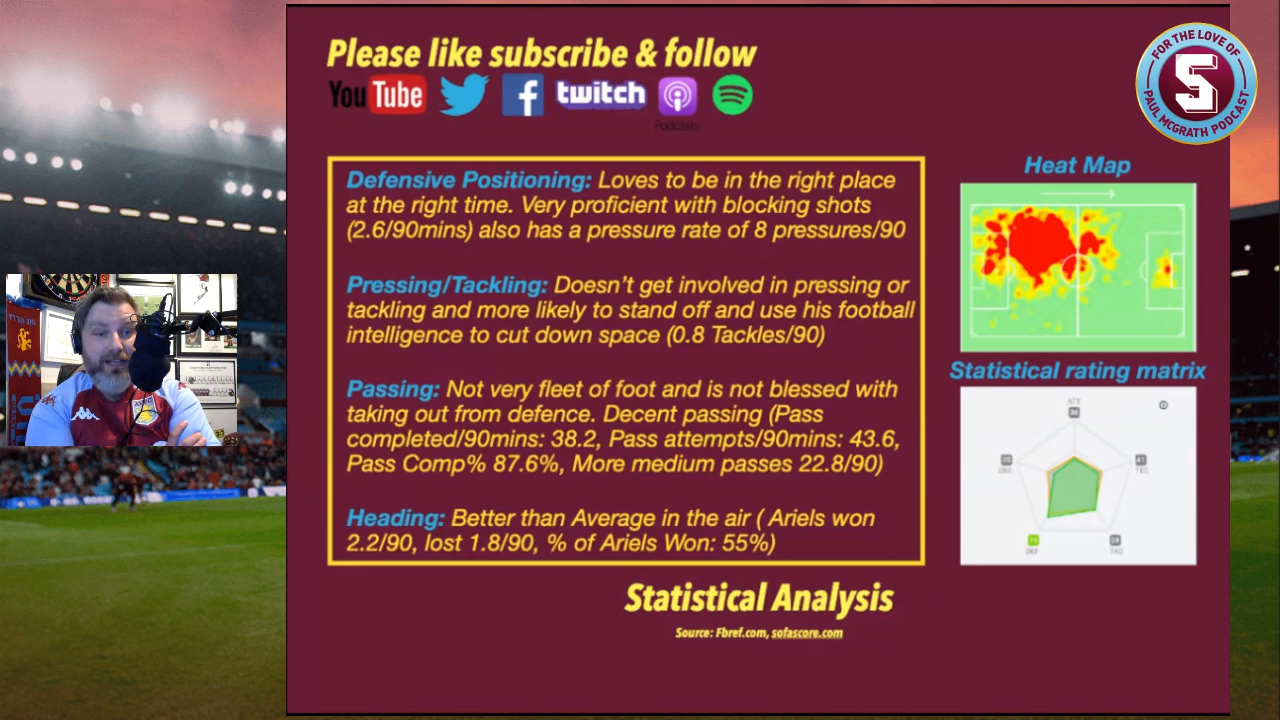 Please like subscribe & follow
YouTube
twitch
Podcasts
FOR THE LOVE OF
S
PAUL MCGRATH PODCAST
Defensive Positioning: Loves to be in the right place
at the right time. Very proficient with blocking shots
(2.6/90mins) also has a pressure rate of 8 pressures/90
Pressing/Tackling: Doesn't get involved in pressing or
tackling and more likely to stand off and use his football
intelligence to cut down space (0.8 Tackles/90)
Passing: Not very fleet of foot and is not blessed with
taking out from defence. Decent passing (Pass
completed/90mins: 38.2, Pass attempts/90mins: 43.6,
Pass Comp% 87.6%, More medium passes 22.8/90)
Heading: Better than Average in the air ( Ariels won
2.2/90, lost 1.8/90, % of Ariels Won: 55%)
Heat Map
Statistical rating matrix
ATT
36
41
TEC
TAC
DEF
Statistical Analysis
Source: Fbref.com, sofascore.com